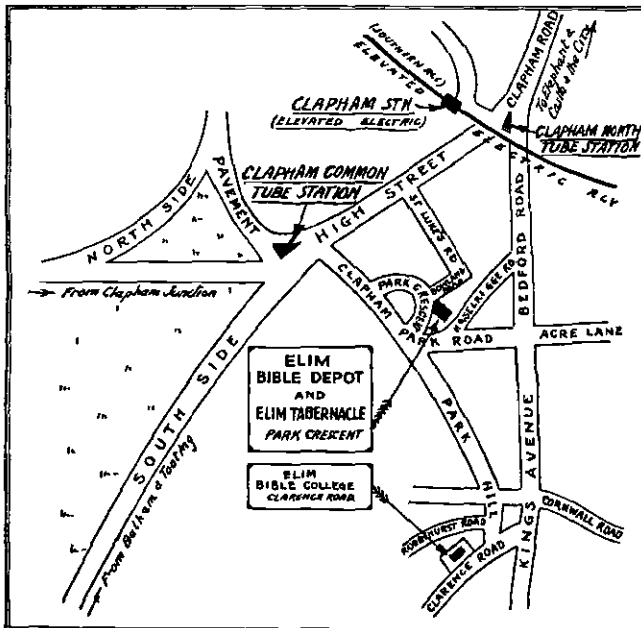 (SOUTHERN RLY)
ELEVATED
ELECTRIC RLY
CLAPHAM ROAD
To Elephant &
Castle & the City
CLAPHAM STN
(ELEVATED ELECTRIC)
CLAPHAM NORTH
TUBE STATION
CLAPHAM COMMON
TUBE STATION
NORTH SIDE
PAVEMENT
HIGH STREET
ST LUKES RD
BEDFORD ROAD
PARK CRESCENT
From Clapham Junction
CLAPHAM PARK ROAD
ACRE LANE
SOUTH SIDE
ELIM
BIBLE DEPOT
AND
ELIM TABERNACLE
PARK CRESCENT
PARK HILL
KINGS AVENUE
ELIM
BIBLE COLLEGE
CLARENCE ROAD
CORNWALL ROAD
CLARENCE ROAD
From Balham & Tooting